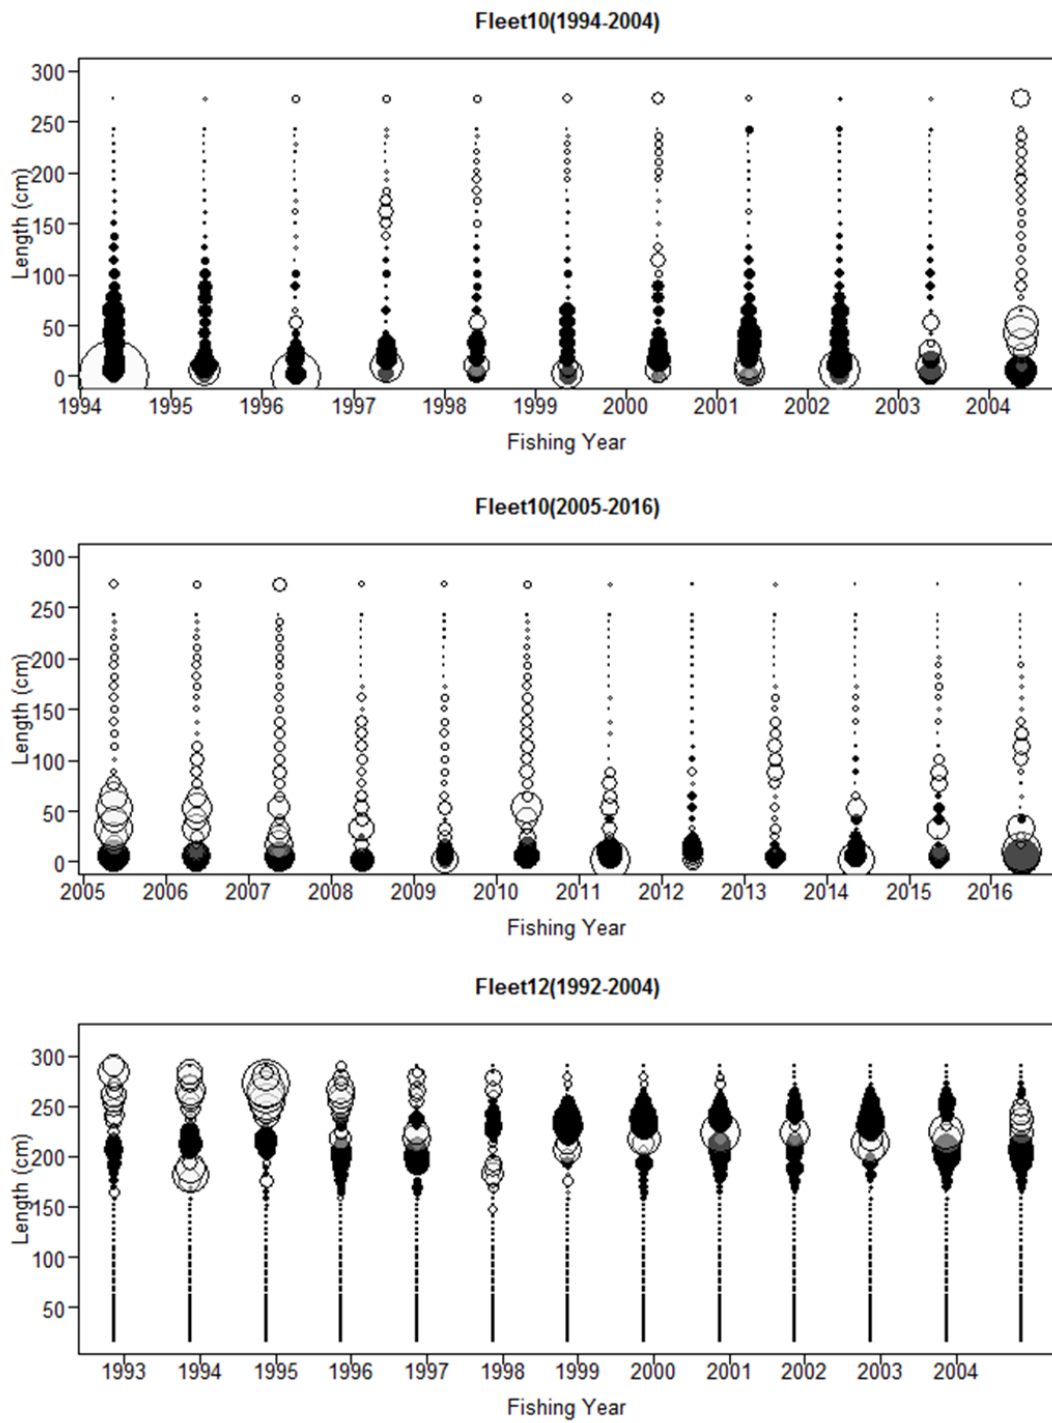 Fleet10(1994-2004)
300
250
200
150
100
50
0
Length (cm)
1994 1995 1996 1997 1998 1999 2000 2001 2002 2003 2004
Fishing Year
Fleet10(2005-2016)
300
250
200
150
100
50
0
Length (cm)
2005 2006 2007 2008 2009 2010 2011 2012 2013 2014 2015 2016
Fishing Year
Fleet12(1992-2004)
300
250
200
150
100
50
Length (cm)
1993 1994 1995 1996 1997 1998 1999 2000 2001 2002 2003 2004
Fishing Year